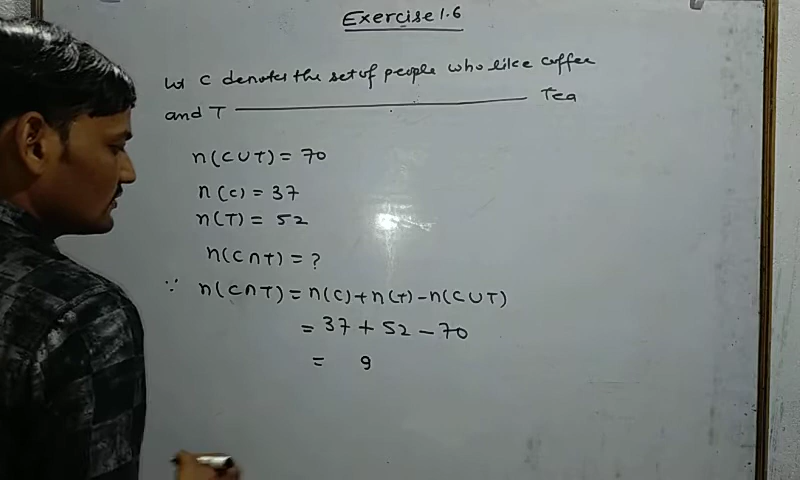 Exercise 1.6
Let C denotes the set of people who like coffee
and T ———————————— Tea
n(C∪T) = 70
n(C) = 37
n(T) = 52
n(C∩T) = ?
∵ n(C∩T) = n(C)+n(T)-n(C∪T)
= 37 + 52 - 70
= 9